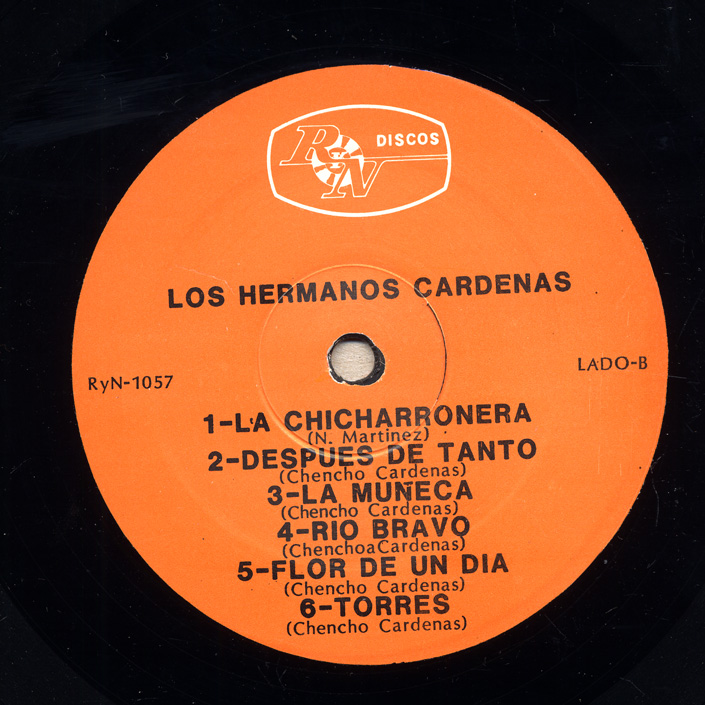 RyN DISCOS
LOS HERMANOS CARDENAS
RyN-1057
LADO-B
1-LA CHICHARRONERA
(N. Martinez)
2-DESPUES DE TANTO
(Chencho Cardenas)
3-LA MUÑECA
(Chencho Cardenas)
4-RIO BRAVO
(ChenchoaCardenas)
5-FLOR DE UN DIA
(Chencho Cardenas)
6-TORRES
(Chencho Cardenas)